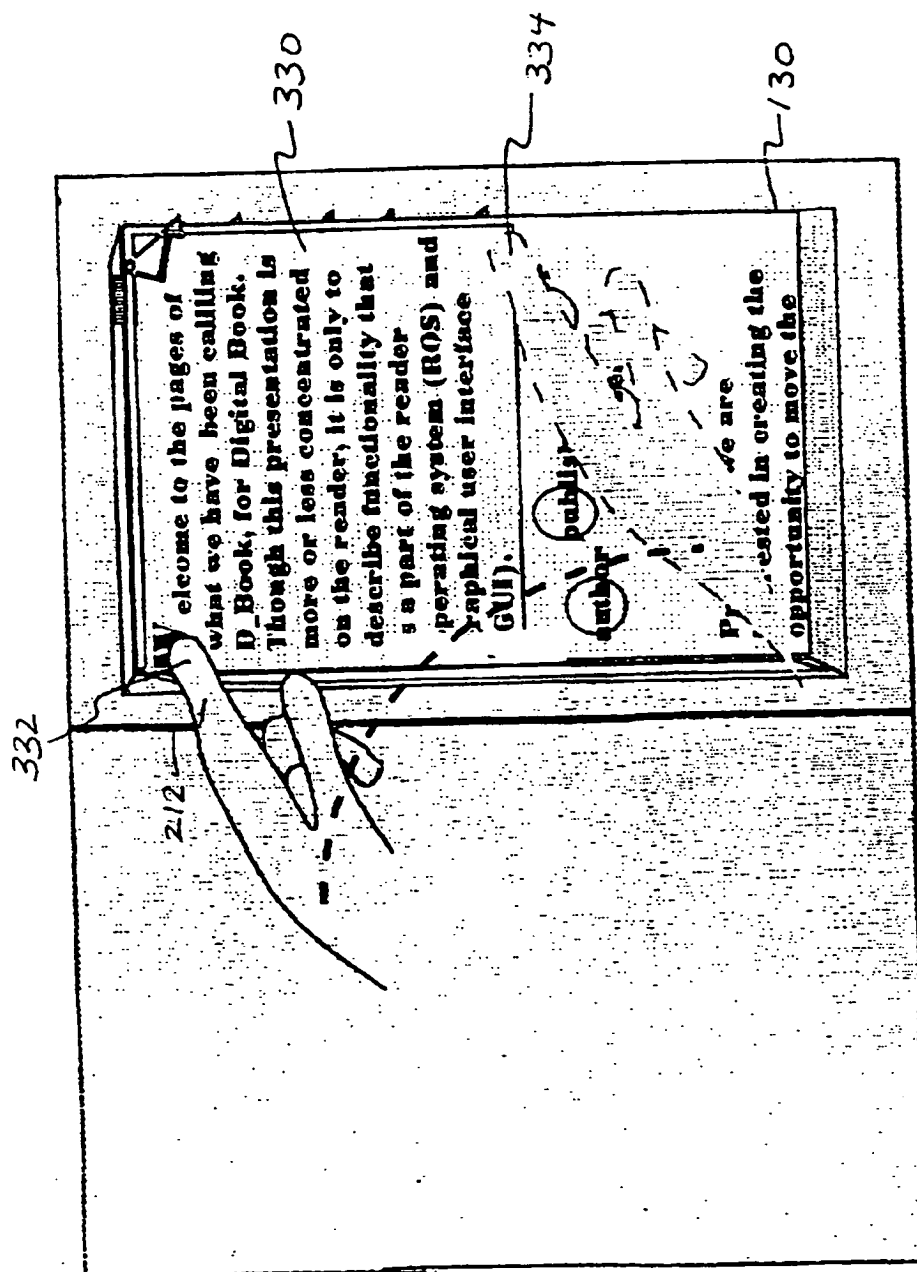 332
212
elcome to the pages of
what we have been calling
D_Book, for Digital Book.
Though this presentation is
more or less concentrated
on the render, it is only to
describe functionality that
s a part of the reader
perating system (ROS) and
raphical user interface
GUI).
author publish
Pr e are
ested in creating the
opportunity to move the
330
334
130